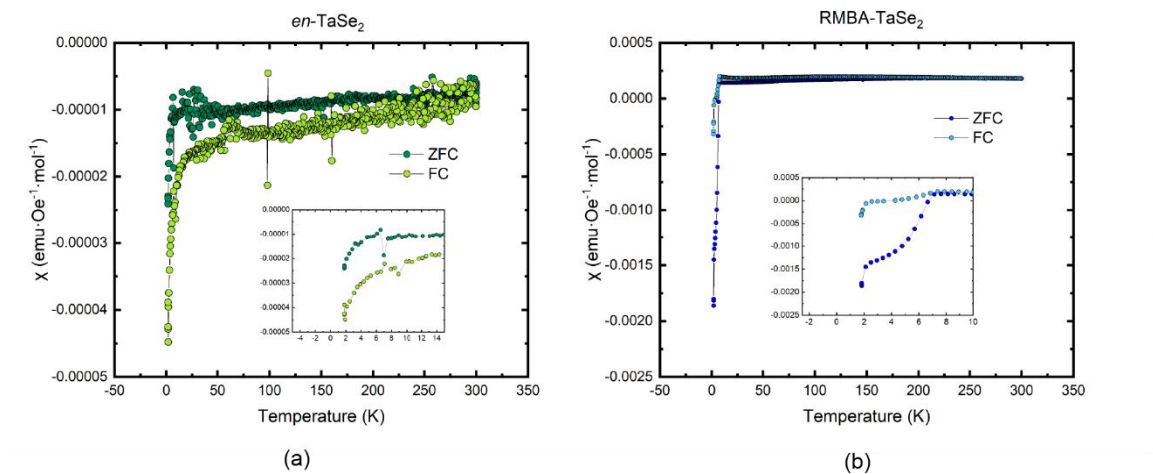 en-TaSe₂
0.00000
-0.00001
-0.00002
-0.00003
-0.00004
-0.00005
χ (emu·Oe⁻¹·mol⁻¹)
ZFC
FC
0.00000
-0.00001
-0.00002
-0.00003
-0.00004
-0.00005
-4 -2 0 2 4 6 8 10 12 14
-50 0 50 100 150 200 250 300 350
Temperature (K)
(a)
RMBA-TaSe₂
0.0005
0.0000
-0.0005
-0.0010
-0.0015
-0.0020
-0.0025
χ (emu·Oe⁻¹·mol⁻¹)
ZFC
FC
0.0005
0.0000
-0.0005
-0.0010
-0.0015
-0.0020
-0.0025
-2 0 2 4 6 8 10
-50 0 50 100 150 200 250 300 350
Temperature (K)
(b)